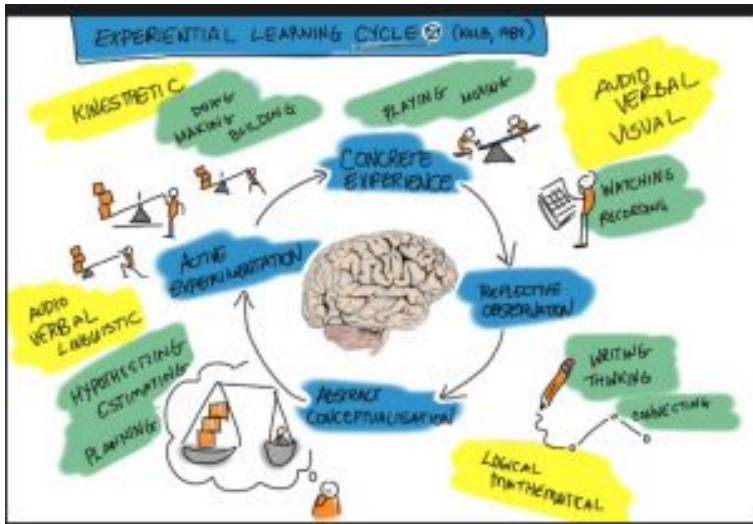 EXPERIENTIAL LEARNING CYCLE (KOLB, 1984)
KINESTHETIC
DOING
MAKING
BUILDING
PLAYING MOVING
AUDIO
VERBAL
VISUAL
CONCRETE
EXPERIENCE
WATCHING
RECORDING
ACTIVE
EXPERIMENTATION
REFLECTIVE
OBSERVATION
AUDIO
VERBAL
LINGUISTIC
HYPOTHESIZING
ESTIMATING
PLANNING
ABSTRACT
CONCEPTUALISATION
WRITING
THINKING
CONNECTING
LOGICAL
MATHEMATICAL